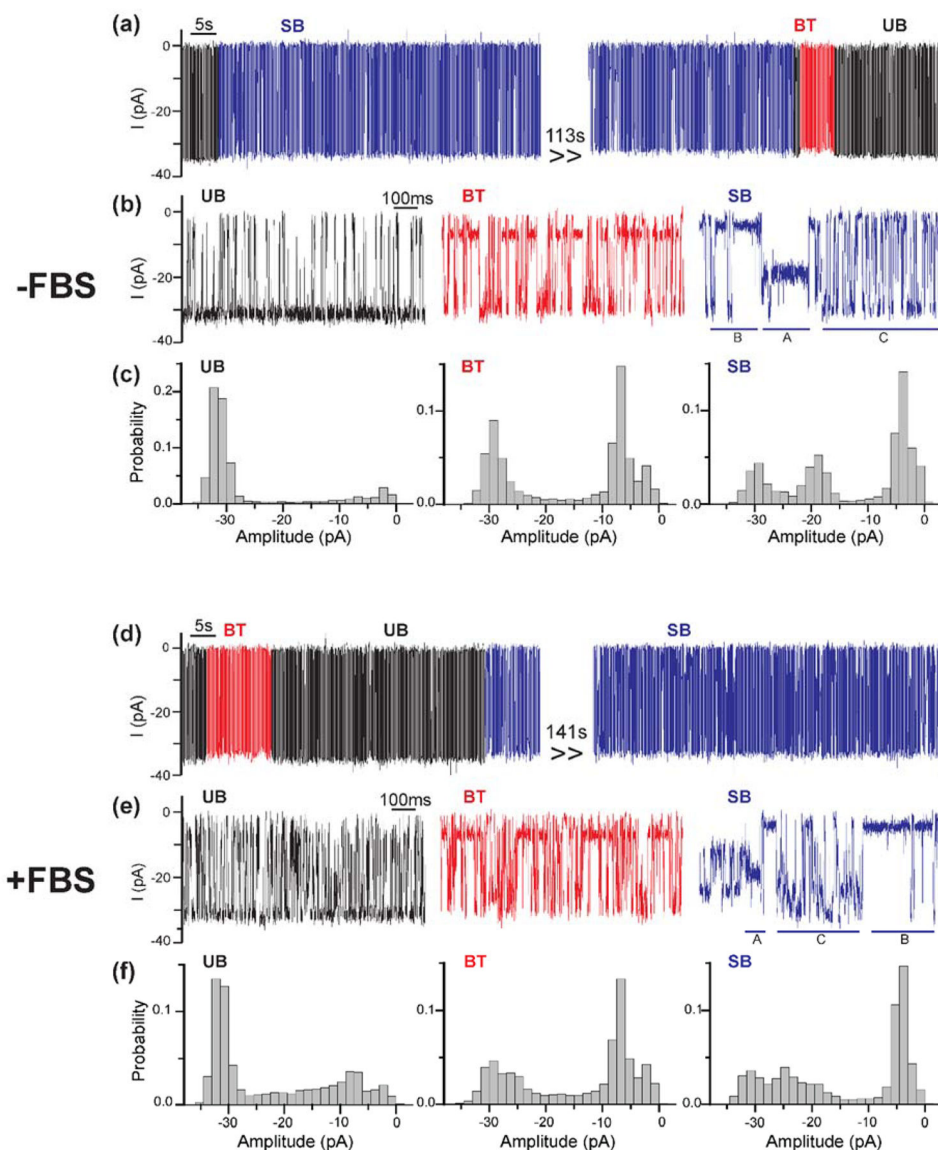 (a) 5s SB BT UB
0
-20
-40
I (pA)
113s
>>
(b) UB 100ms BT SB
0
-20
-40
I (pA)
B A C
-FBS
(c) UB BT SB
0.2
0.1
0.0
Probability
0.1
0.0
0.1
0.0
-30 -20 -10 0 -30 -20 -10 0 -30 -20 -10 0
Amplitude (pA) Amplitude (pA) Amplitude (pA)
(d) 5s BT UB SB
0
-20
-40
I (pA)
141s
>>
(e) UB 100ms BT SB
0
-20
-40
I (pA)
A C B
+FBS
(f) UB BT SB
0.1
0.0
Probability
0.1
0.0
0.1
0.0
-30 -20 -10 0 -30 -20 -10 0 -30 -20 -10 0
Amplitude (pA) Amplitude (pA) Amplitude (pA)